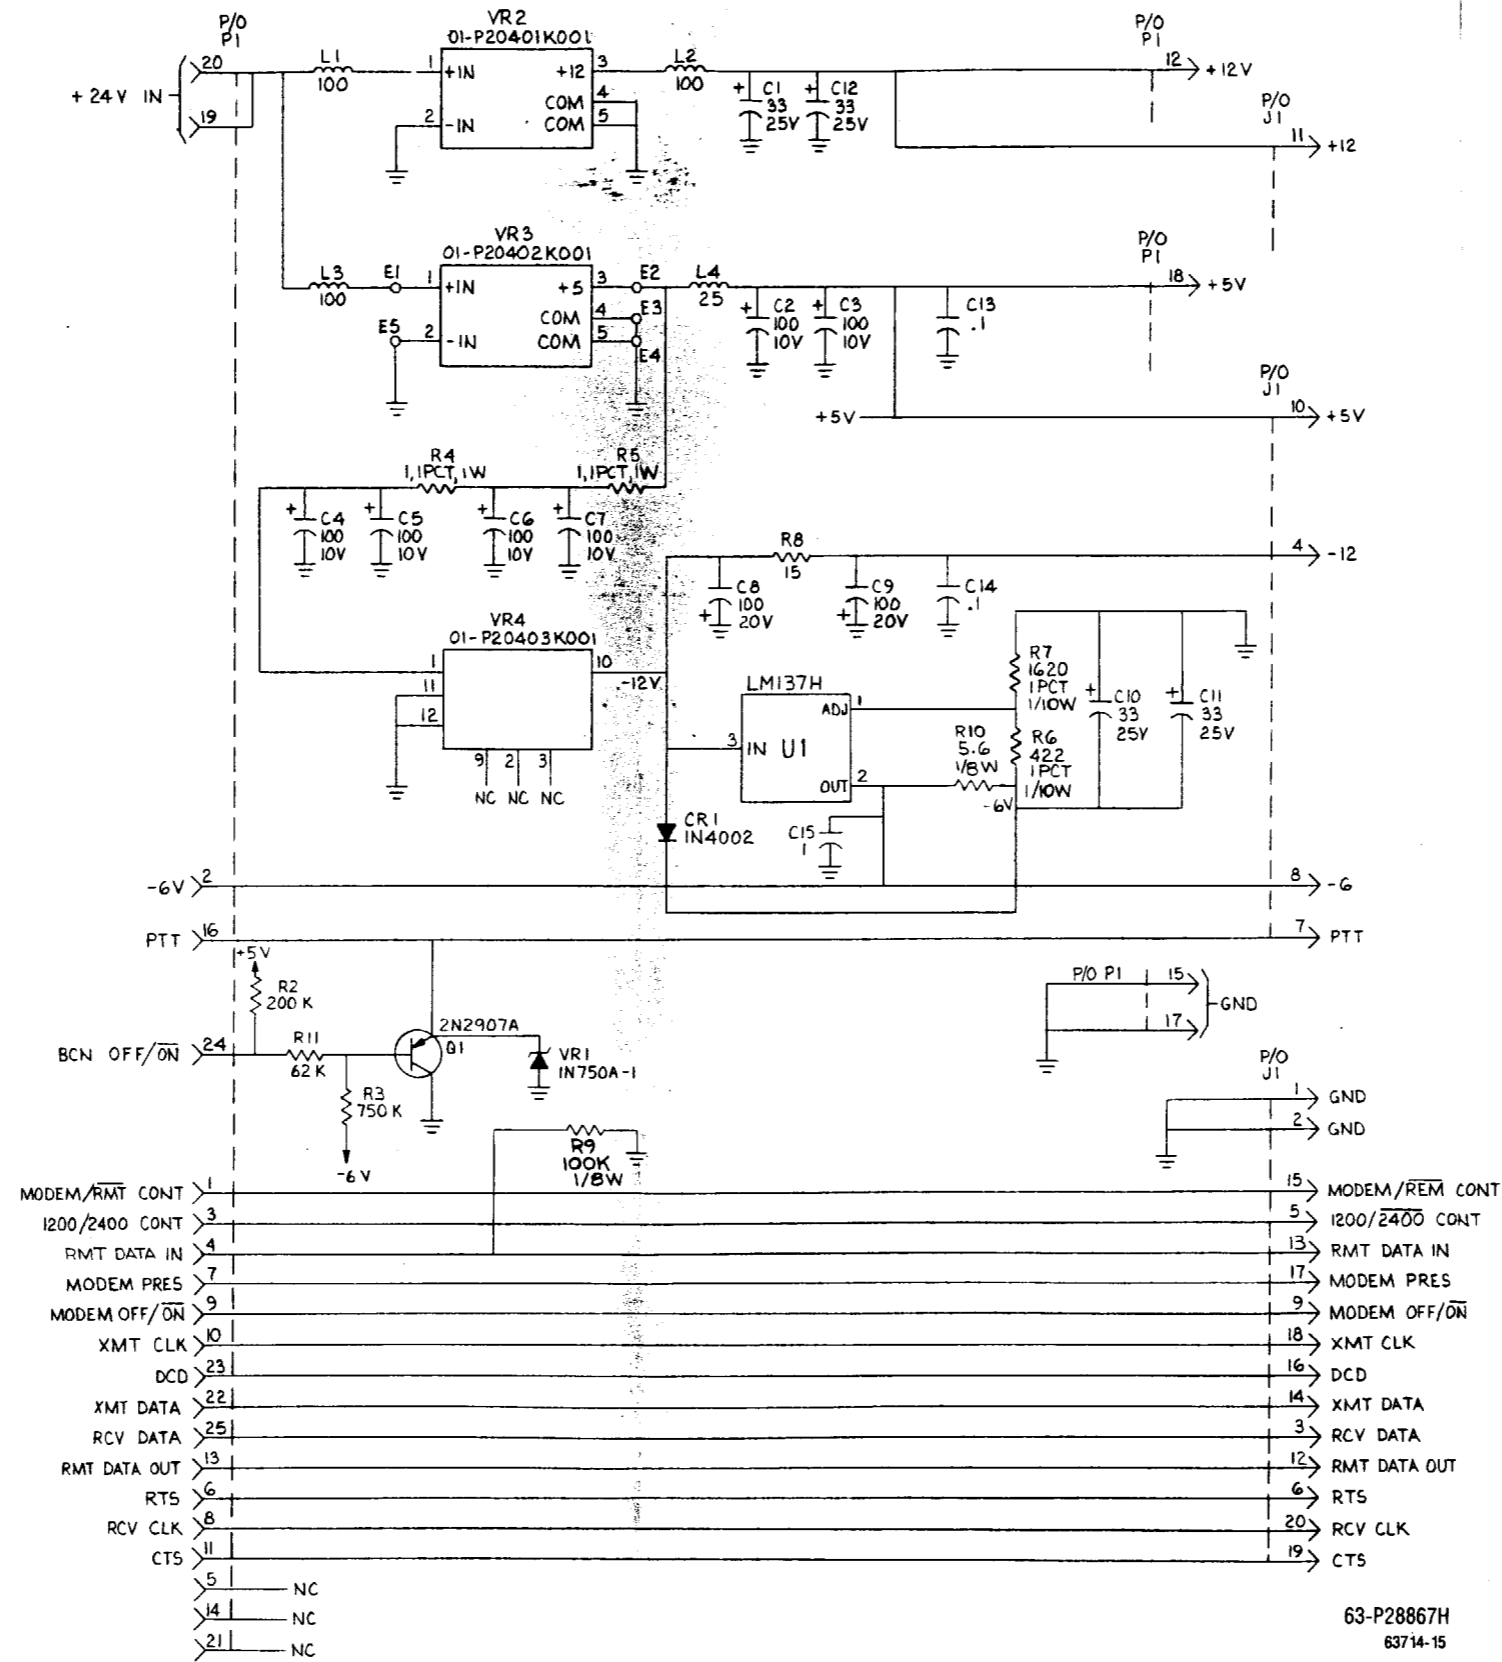 P/O
P1
VR2
01-P20401K001
+24V IN
20
19
L1
100
1
+IN
2
-IN
+12
COM
COM
3
4
5
L2
100
+
C1
33
25V
+
C12
33
25V
P/O
P1
12
+12V
P/O
J1
11
+12
VR3
01-P20402K001
L3
100
E1
1
+IN
E5
2
-IN
+5
COM
COM
3
4
5
E2
E3
E4
L4
25
+
C2
100
10V
+
C3
100
10V
C13
.1
P/O
P1
18
+5V
P/O
J1
+5V
10
+5V
R4
1,1PCT,1W
R5
1,1PCT,1W
+
C4
100
10V
+
C5
100
10V
+
C6
100
10V
+
C7
100
10V
R8
15
4
-12
C8
100
20V
+
C9
100
20V
+
C14
.1
VR4
01-P20403K001
1
11
12
10
-12V
9
2
3
NC
NC
NC
LM137H
ADJ
1
3
IN
U1
OUT
2
R7
1620
1PCT
1/10W
R10
5.6
1/8W
R6
422
1PCT
1/10W
-6V
+
C10
33
25V
+
C11
33
25V
CR1
1N4002
C15
1
-6V
2
8
-6
PTT
16
7
PTT
+5V
R2
200K
BCN OFF/O̅N̅
24
R11
62K
R3
750K
-6V
2N2907A
Q1
VR1
1N750A-1
P/O P1
15
17
GND
P/O
J1
1
GND
2
GND
R9
100K
1/8W
MODEM/R̅M̅T̅ CONT
1
15
MODEM/R̅E̅M̅ CONT
1200/2400 CONT
3
5
1200/2̅4̅0̅0̅ CONT
RMT DATA IN
4
13
RMT DATA IN
MODEM PRES
7
17
MODEM PRES
MODEM OFF/O̅N̅
9
9
MODEM OFF/O̅N̅
XMT CLK
10
18
XMT CLK
DCD
23
16
DCD
XMT DATA
22
14
XMT DATA
RCV DATA
25
3
RCV DATA
RMT DATA OUT
13
12
RMT DATA OUT
RTS
6
6
RTS
RCV CLK
8
20
RCV CLK
CTS
11
19
CTS
5
NC
14
NC
21
NC
63-P28867H
63714-15